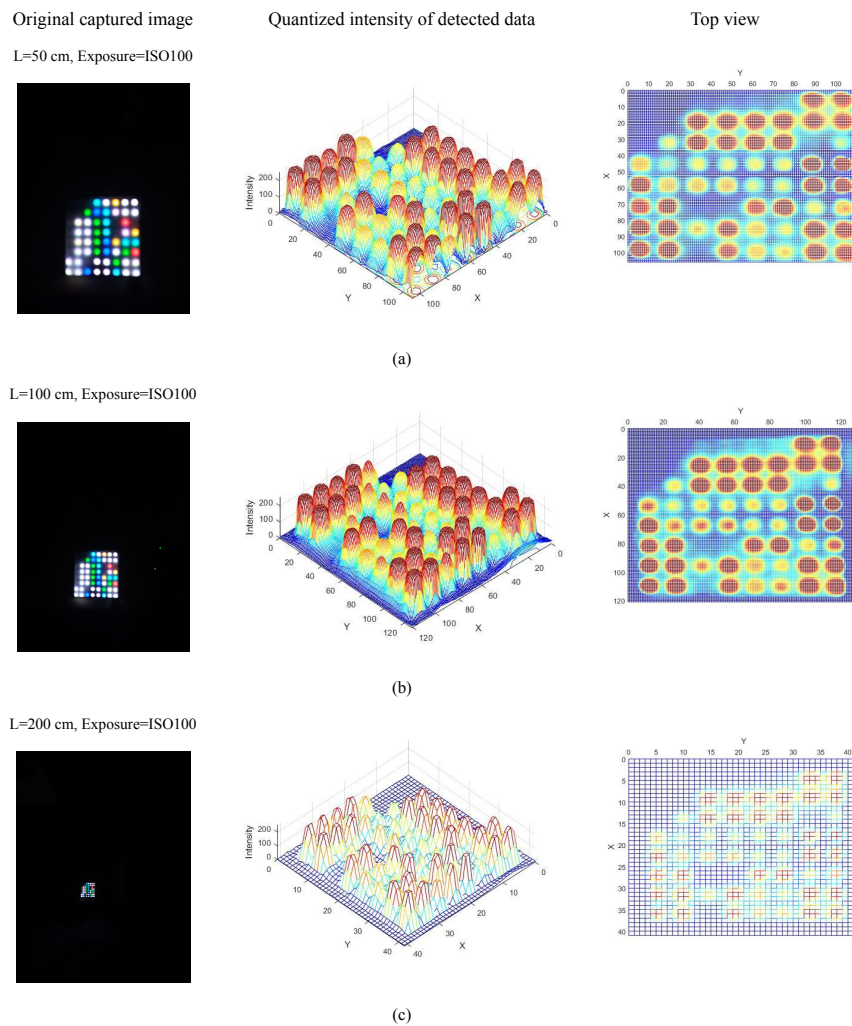 Original captured image
Quantized intensity of detected data
Top view
L=50 cm, Exposure=ISO100
Intensity
200
100
0
0
20
40
60
80
100
Y
100
80
60
40
20
0
X
Y
0 10 20 30 40 50 60 70 80 90 100
X
0
10
20
30
40
50
60
70
80
90
100
(a)
L=100 cm, Exposure=ISO100
Intensity
200
100
0
0
20
40
60
80
100
120
Y
120
100
80
60
40
20
0
X
Y
0 20 40 60 80 100 120
X
0
20
40
60
80
100
120
(b)
L=200 cm, Exposure=ISO100
Intensity
200
100
0
0
10
20
30
40
Y
40
30
20
10
0
X
Y
0 5 10 15 20 25 30 35 40
X
0
5
10
15
20
25
30
35
40
(c)